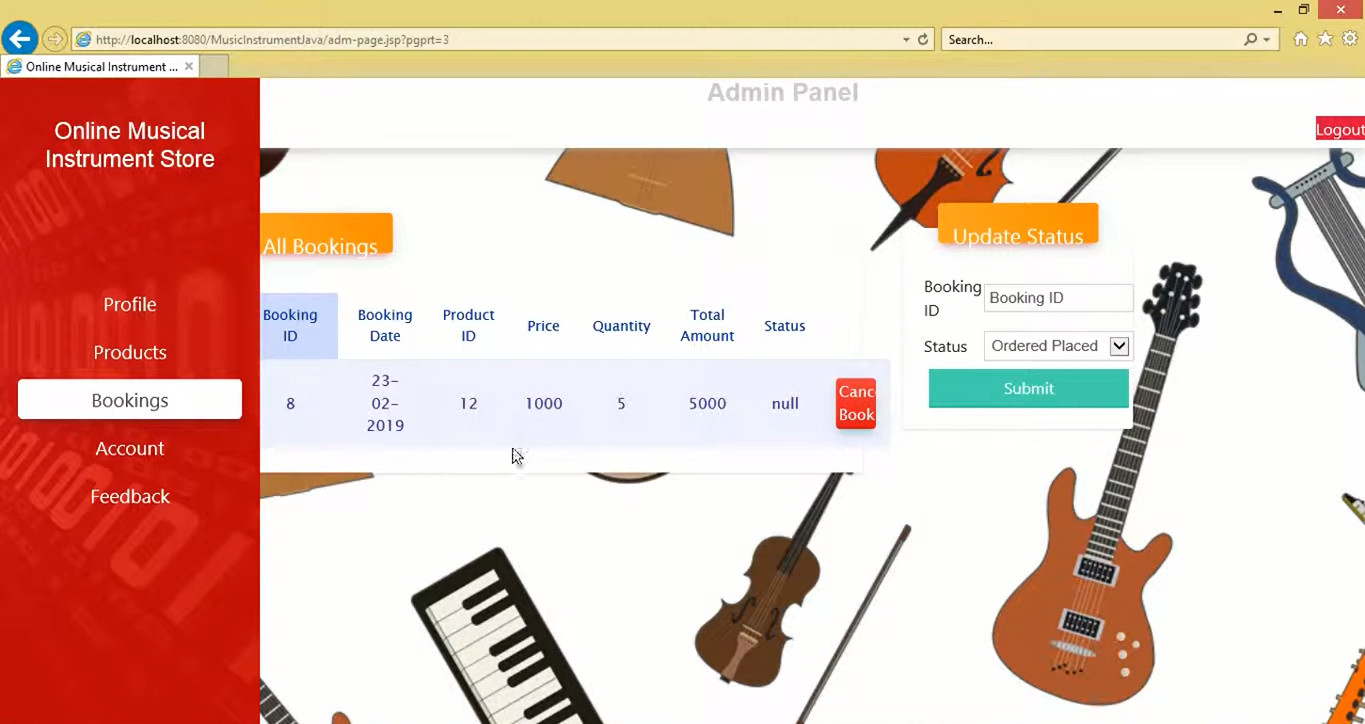 http://localhost:8080/MusicInstrumentJava/adm-page.jsp?pgprt=3
Search...
Online Musical Instrument ...
Admin Panel
Logout
Online Musical
Instrument Store
Profile
Products
Bookings
Account
Feedback
All Bookings
Booking
ID
Booking
Date
Product
ID
Price
Quantity
Total
Amount
Status
8
23-
02-
2019
12
1000
5
5000
null
Canc
Book
Update Status
Booking
ID
Booking ID
Status
Ordered Placed
Submit